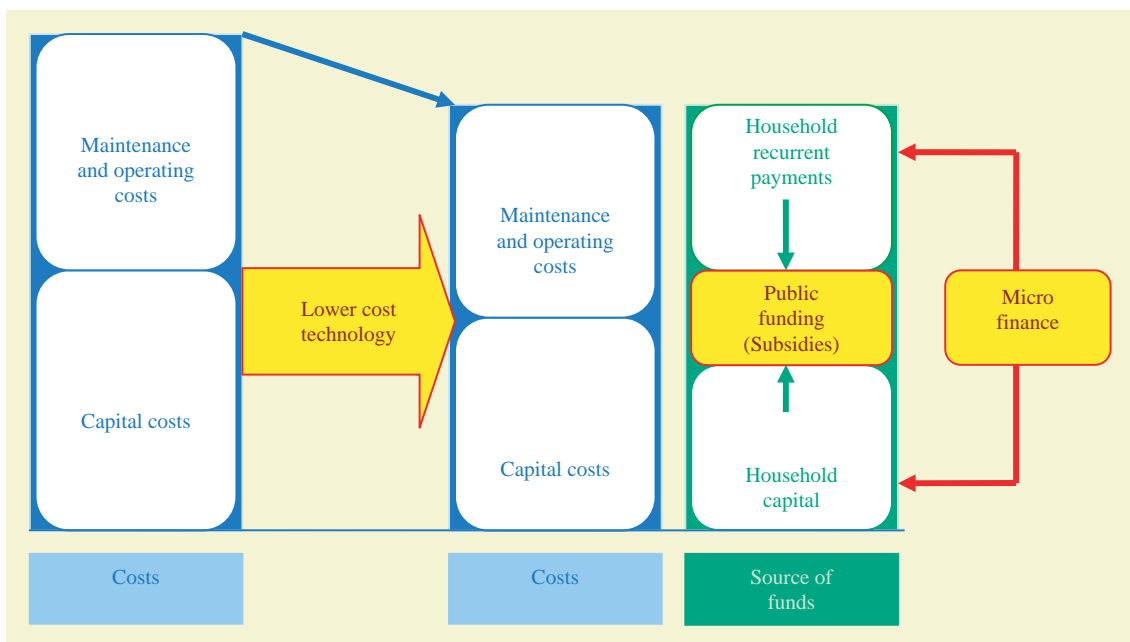 Maintenance
and operating
costs
Capital costs
Costs
Lower cost
technology
Maintenance
and operating
costs
Capital costs
Costs
Household
recurrent
payments
Public
funding
(Subsidies)
Household
capital
Source of
funds
Micro
finance